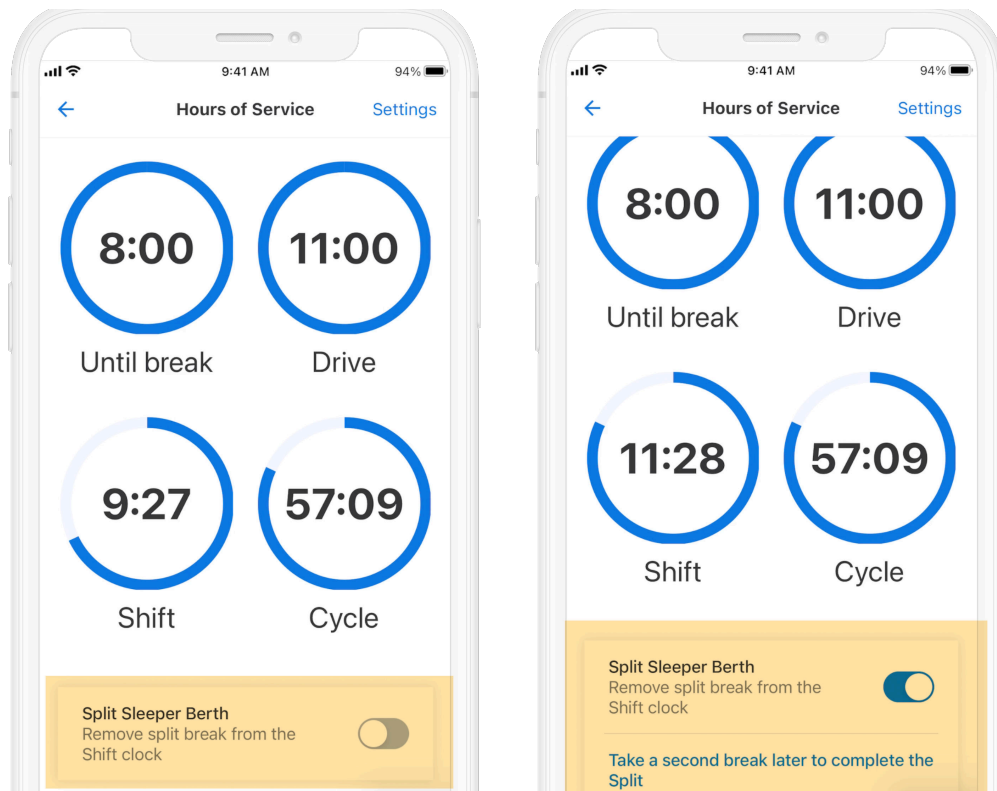 9:41 AM
94%
Hours of Service
Settings
8:00
11:00
Until break
Drive
9:27
57:09
Shift
Cycle
Split Sleeper Berth
Remove split break from the
Shift clock
9:41 AM
94%
Hours of Service
Settings
8:00
11:00
Until break
Drive
11:28
57:09
Shift
Cycle
Split Sleeper Berth
Remove split break from the
Shift clock
Take a second break later to complete the
Split